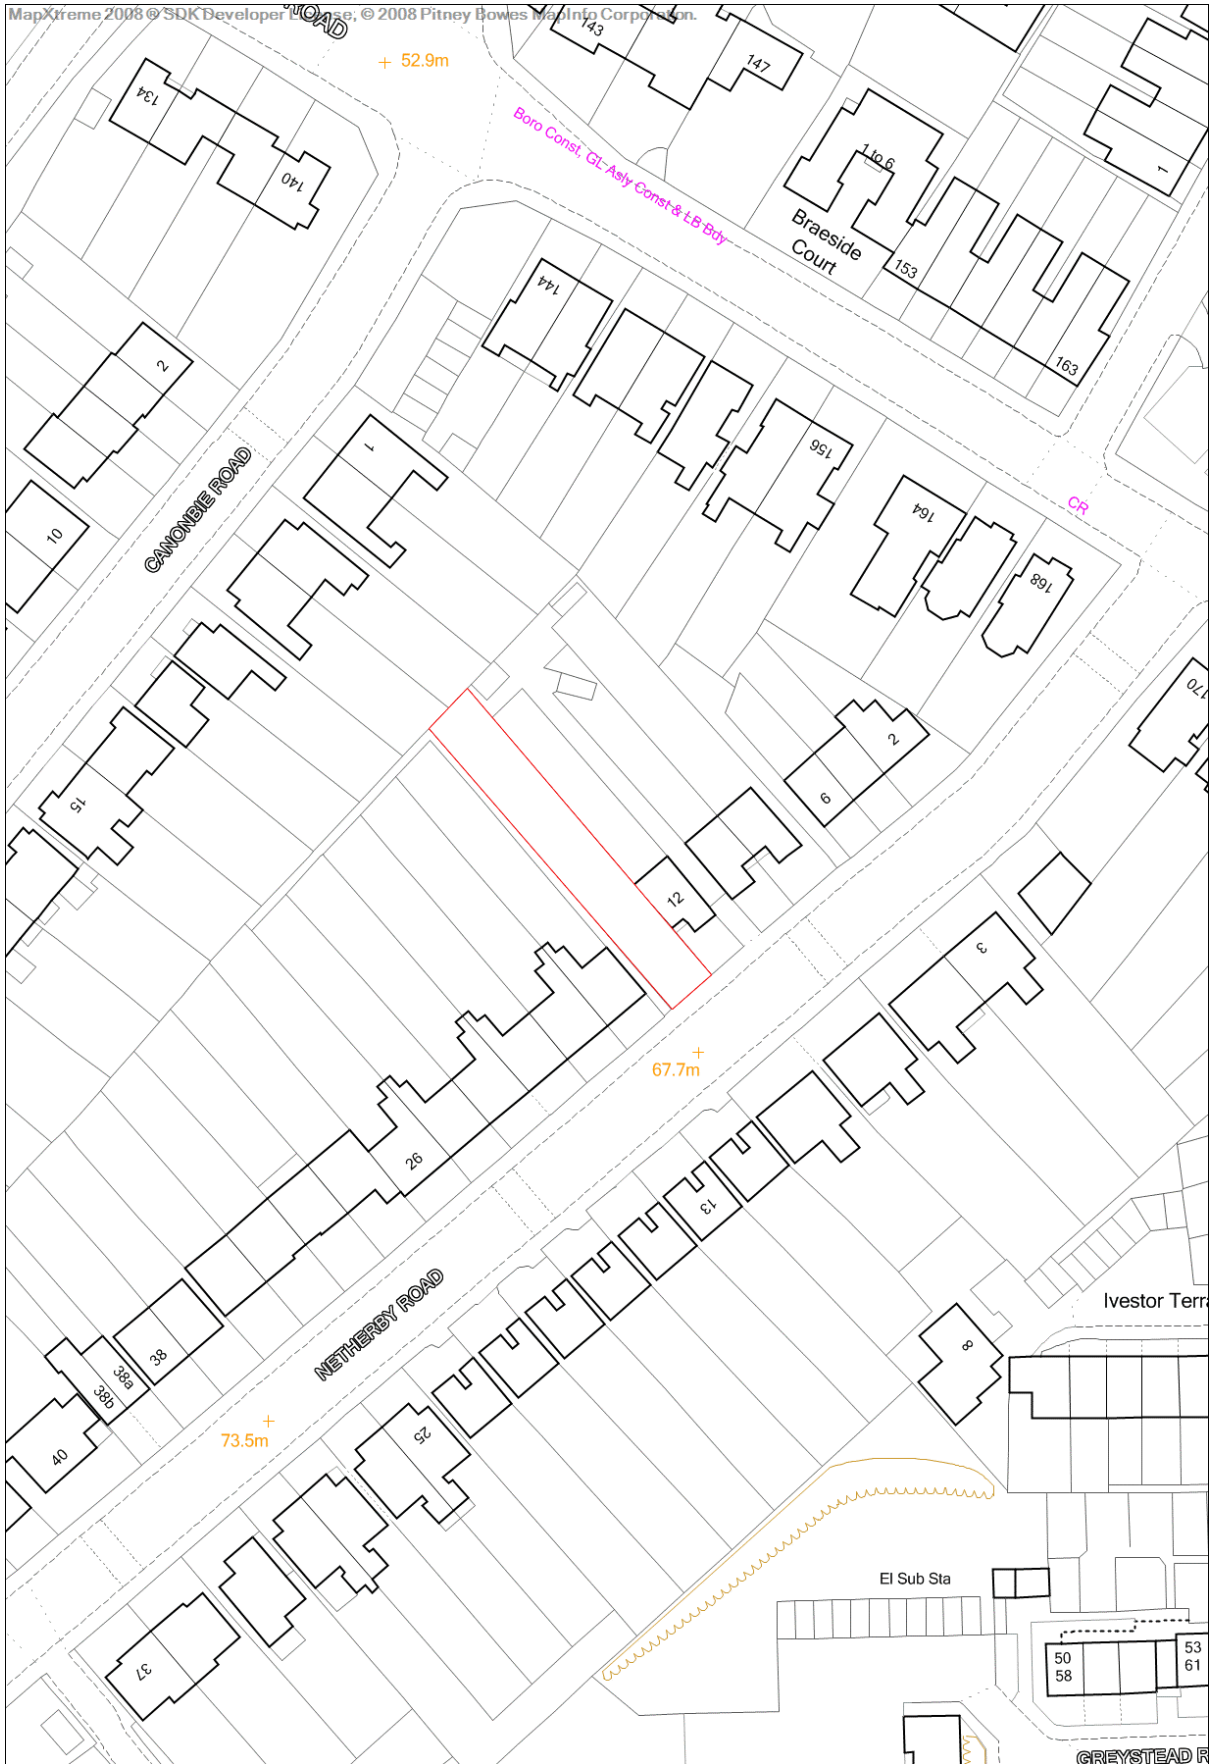 MapXtreme 2008 ® SDK Developer License, © 2008 Pitney Bowes MapInfo Corporation.
ROAD
52.9m
143
147
134
140
Boro Const, GL Asly Const & LB Bdy
1 to 6
1
Braeside
Court
153
163
144
2
156
1
CANONBIE ROAD
10
164
CR
168
170
2
6
15
12
3
67.7m
26
13
NETHERBY ROAD
Ivestor Terra
8
38
38a
38b
40
73.5m
25
El Sub Sta
37
50
58
53
61
GREYSTEAD R